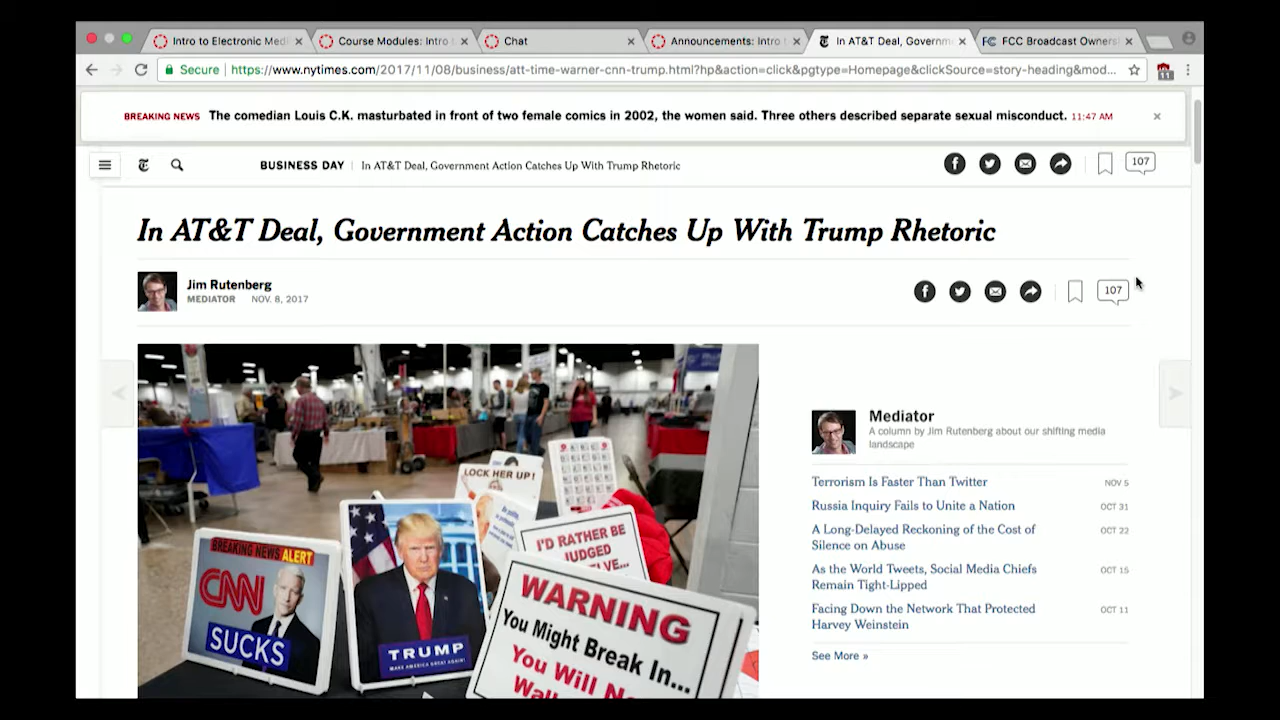 Intro to Electronic Medi
Course Modules: Intro t
Chat
Announcements: Intro t
In AT&T Deal, Governm
FCC Broadcast Owners
Secure
https://www.nytimes.com/2017/11/08/business/att-time-warner-cnn-trump.html?hp&action=click&pgtype=Homepage&clickSource=story-heading&mod...
11
BREAKING NEWS The comedian Louis C.K. masturbated in front of two female comics in 2002, the women said. Three others described separate sexual misconduct. 11:47 AM
BUSINESS DAY | In AT&T Deal, Government Action Catches Up With Trump Rhetoric
107
In AT&T Deal, Government Action Catches Up With Trump Rhetoric
Jim Rutenberg
MEDIATOR NOV. 8, 2017
107
LOCK HER UP!
I'D RATHER BE
JUDGED
BREAKING NEWS ALERT
CNN
SUCKS
TRUMP
MAKE AMERICA GREAT AGAIN!
WARNING
You Might Break In...
You Will
Mediator
A column by Jim Rutenberg about our shifting media
landscape
Terrorism Is Faster Than Twitter NOV 5
Russia Inquiry Fails to Unite a Nation OCT 31
A Long-Delayed Reckoning of the Cost of OCT 22
Silence on Abuse
As the World Tweets, Social Media Chiefs OCT 15
Remain Tight-Lipped
Facing Down the Network That Protected OCT 11
Harvey Weinstein
See More »